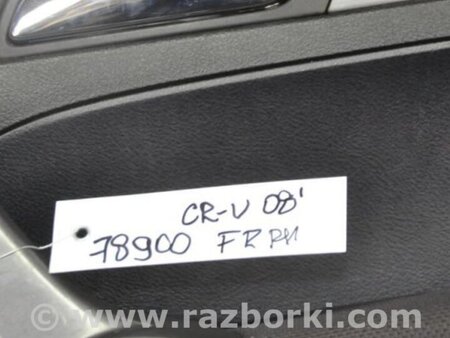 CR-V 08'
78900 FR RH
www.razborki.com